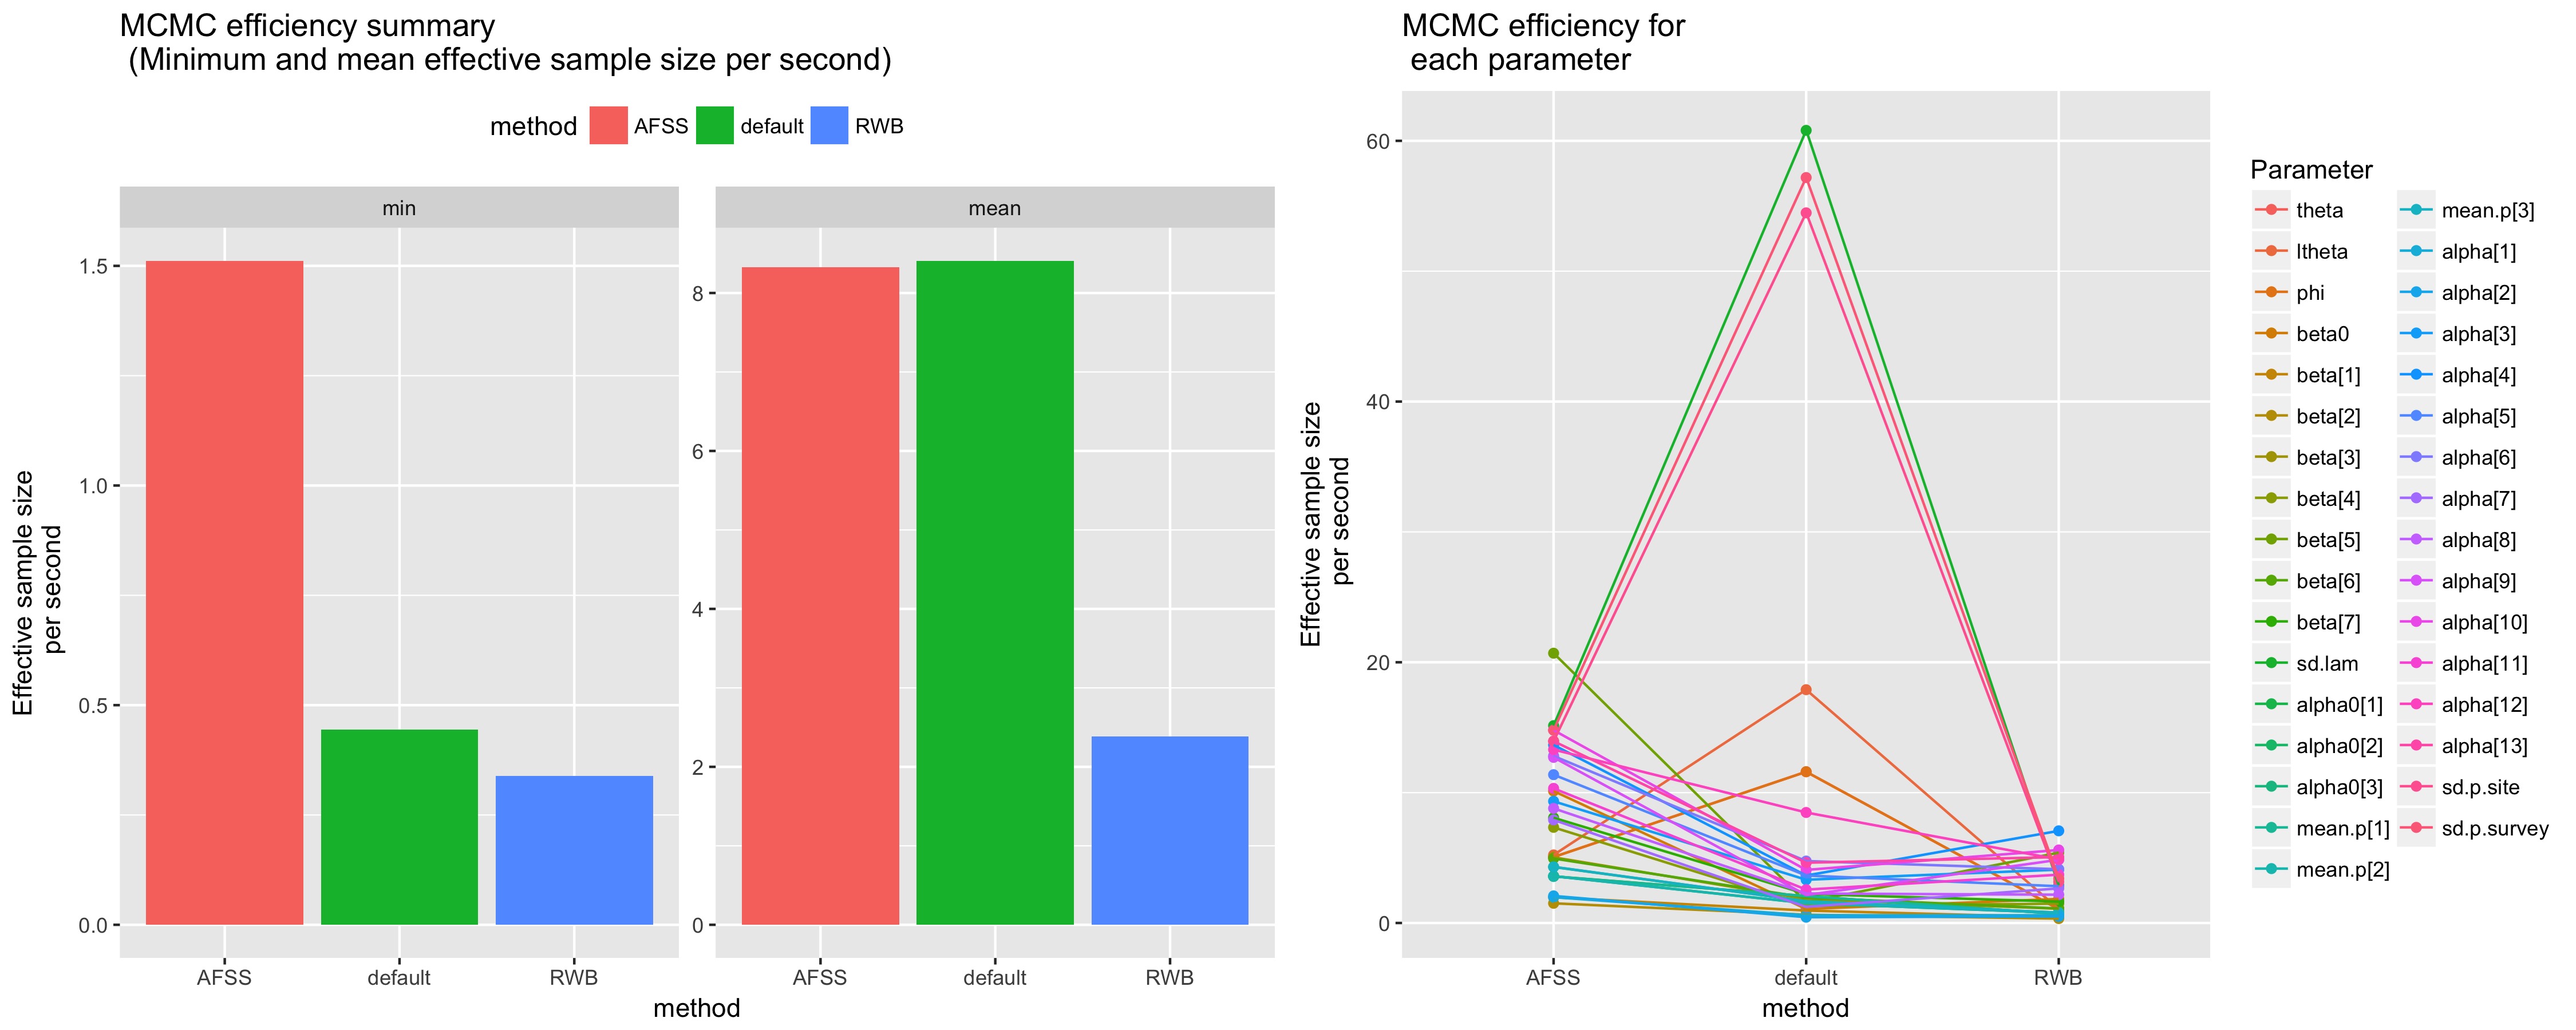 MCMC efficiency summary
(Minimum and mean effective sample size per second)
method AFSS default RWB
min
mean
Effective sample size
per second
1.5
1.0
0.5
0.0
8
6
4
2
0
AFSS default RWB
AFSS default RWB
method
MCMC efficiency for
each parameter
Effective sample size
per second
60
40
20
0
AFSS default RWB
method
Parameter
theta
ltheta
phi
beta0
beta[1]
beta[2]
beta[3]
beta[4]
beta[5]
beta[6]
beta[7]
sd.lam
alpha0[1]
alpha0[2]
alpha0[3]
mean.p[1]
mean.p[2]
mean.p[3]
alpha[1]
alpha[2]
alpha[3]
alpha[4]
alpha[5]
alpha[6]
alpha[7]
alpha[8]
alpha[9]
alpha[10]
alpha[11]
alpha[12]
alpha[13]
sd.p.site
sd.p.survey